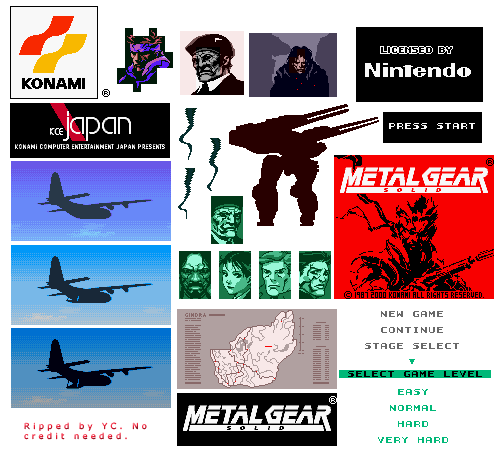 KONAMI
®
LICENSED BY
Nintendo
KCE japan
KONAMI COMPUTER ENTERTAINMENT JAPAN PRESENTS
PRESS START
®
METAL GEAR
SOLID
© 1987 2000 KONAMI ALL RIGHTS RESERVED
GINDRA
NEW GAME
CONTINUE
STAGE SELECT
SELECT GAME LEVEL
EASY
NORMAL
HARD
VERY HARD
®
METAL GEAR
SOLID
Ripped by YC. No
credit needed.